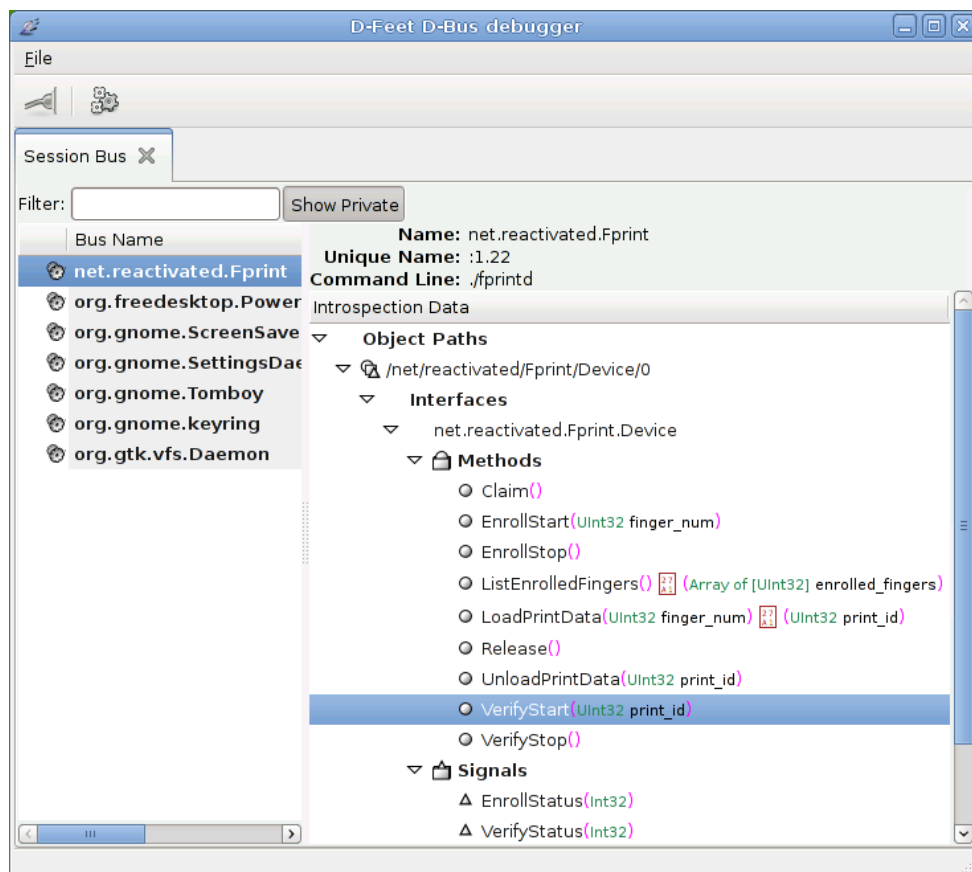 D-Feet D-Bus debugger
File
Session Bus
Filter:
Show Private
Bus Name
net.reactivated.Fprint
org.freedesktop.Power
org.gnome.ScreenSave
org.gnome.SettingsDae
org.gnome.Tomboy
org.gnome.keyring
org.gtk.vfs.Daemon
Name: net.reactivated.Fprint
Unique Name: :1.22
Command Line: ./fprintd
Introspection Data
Object Paths
/net/reactivated/Fprint/Device/0
Interfaces
net.reactivated.Fprint.Device
Methods
Claim()
EnrollStart(UInt32 finger_num)
EnrollStop()
ListEnrolledFingers() (Array of [UInt32] enrolled_fingers)
LoadPrintData(UInt32 finger_num) (UInt32 print_id)
Release()
UnloadPrintData(UInt32 print_id)
VerifyStart(UInt32 print_id)
VerifyStop()
Signals
EnrollStatus(Int32)
VerifyStatus(Int32)